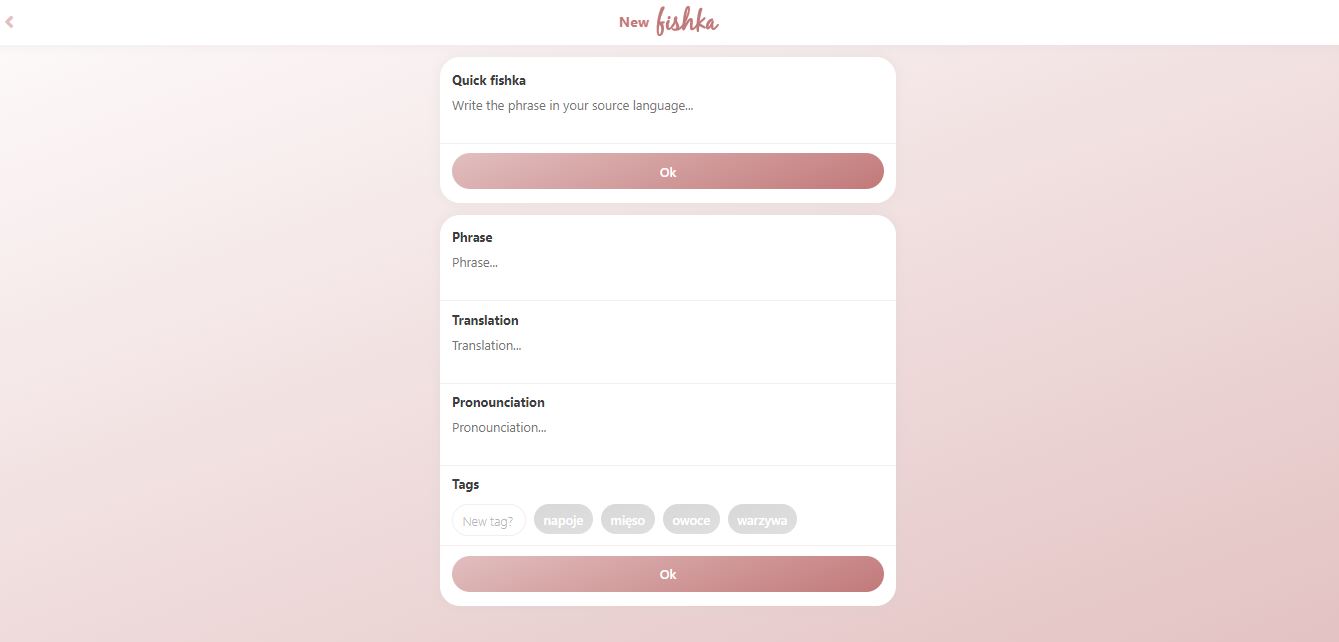 New fishka
Quick fishka
Write the phrase in your source language...
Ok
Phrase
Phrase...
Translation
Translation...
Pronounciation
Pronounciation...
Tags
New tag? napoje mięso owoce warzywa
Ok